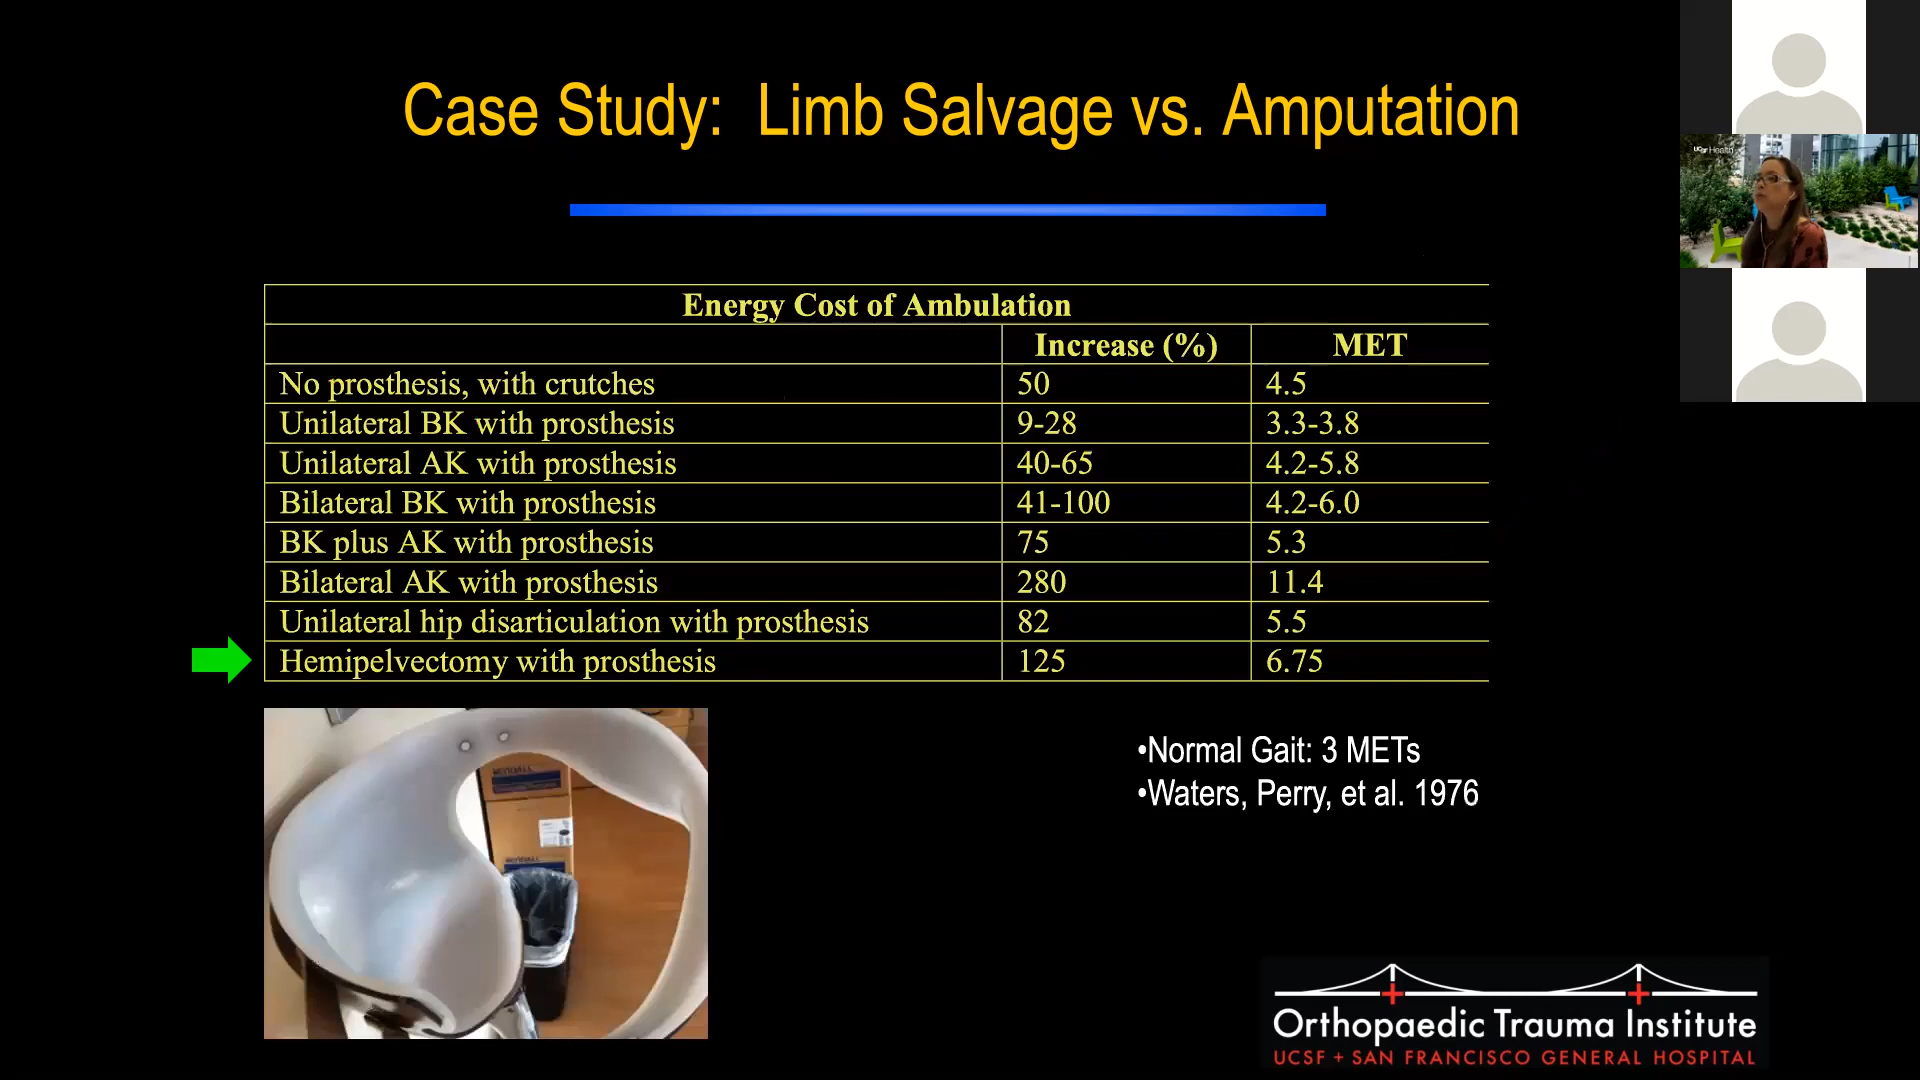 Case Study: Limb Salvage vs. Amputation
UCSF Health
Energy Cost of Ambulation
Increase (%) MET
No prosthesis, with crutches 50 4.5
Unilateral BK with prosthesis 9-28 3.3-3.8
Unilateral AK with prosthesis 40-65 4.2-5.8
Bilateral BK with prosthesis 41-100 4.2-6.0
BK plus AK with prosthesis 75 5.3
Bilateral AK with prosthesis 280 11.4
Unilateral hip disarticulation with prosthesis 82 5.5
Hemipelvectomy with prosthesis 125 6.75
•Normal Gait: 3 METs
•Waters, Perry, et al. 1976
Orthopaedic Trauma Institute
UCSF + SAN FRANCISCO GENERAL HOSPITAL